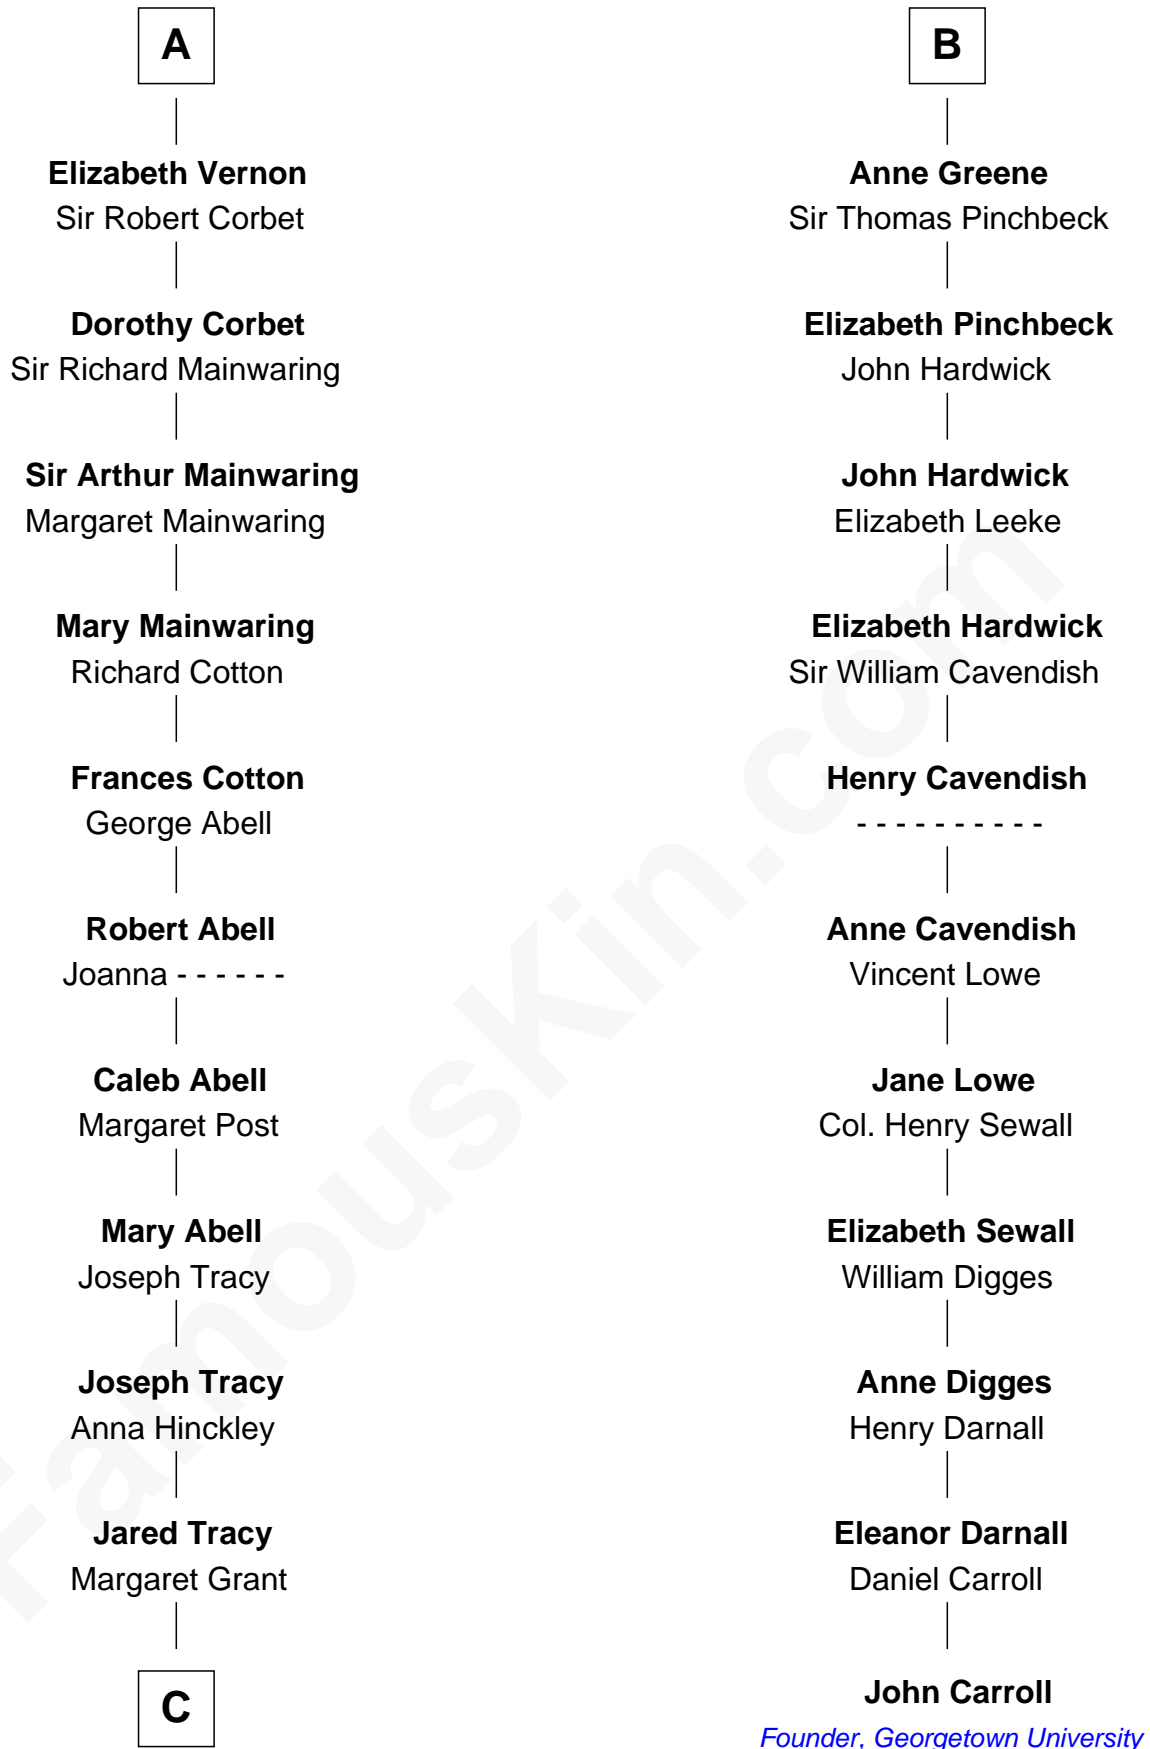 A
Elizabeth Vernon
Sir Robert Corbet
Dorothy Corbet
Sir Richard Mainwaring
Sir Arthur Mainwaring
Margaret Mainwaring
Mary Mainwaring
Richard Cotton
Frances Cotton
George Abell
Robert Abell
Joanna - - - - - -
Caleb Abell
Margaret Post
Mary Abell
Joseph Tracy
Joseph Tracy
Anna Hinckley
Jared Tracy
Margaret Grant
C
B
Anne Greene
Sir Thomas Pinchbeck
Elizabeth Pinchbeck
John Hardwick
John Hardwick
Elizabeth Leeke
Elizabeth Hardwick
Sir William Cavendish
Henry Cavendish
- - - - - - - - - -
Anne Cavendish
Vincent Lowe
Jane Lowe
Col. Henry Sewall
Elizabeth Sewall
William Digges
Anne Digges
Henry Darnall
Eleanor Darnall
Daniel Carroll
John Carroll
Founder, Georgetown University
FamousKin.com